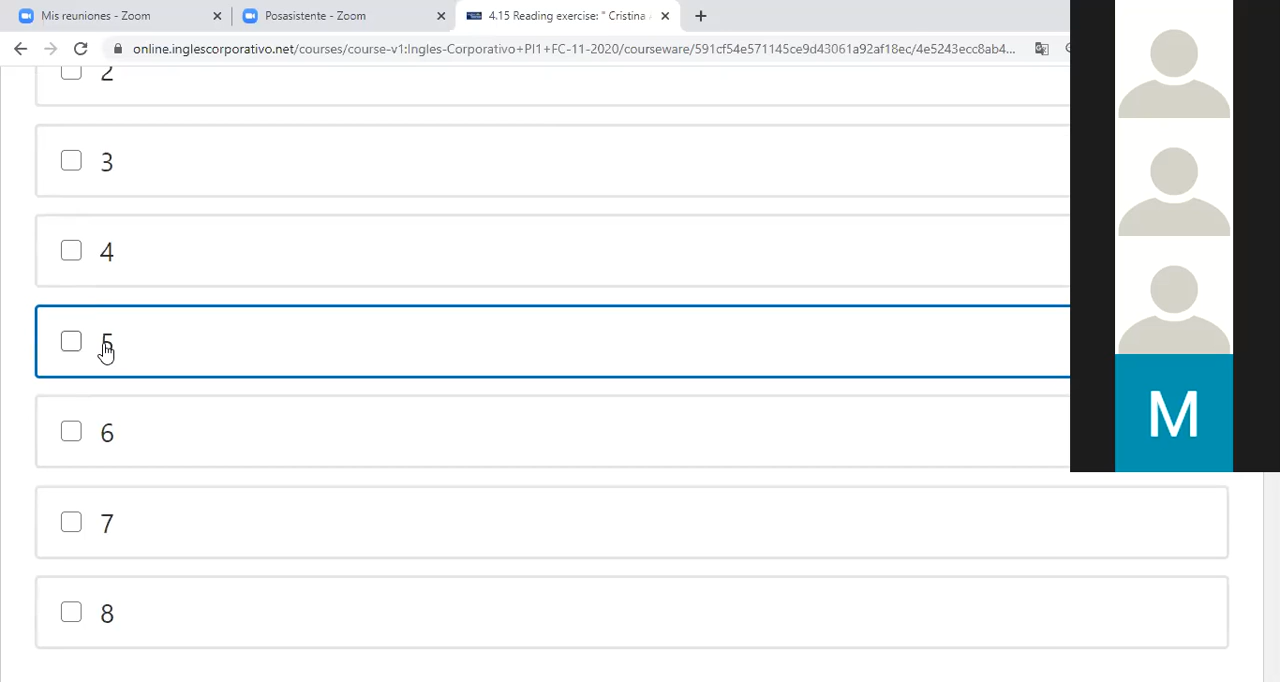 Mis reuniones - Zoom
Posasistente - Zoom
4.15 Reading exercise: " Cristina
online.inglescorporativo.net/courses/course-v1:Ingles-Corporativo+PI1+FC-11-2020/courseware/591cf54e571145ce9d43061a92af18ec/4e5243ecc8ab4...
2
3
4
5
6
7
8
M